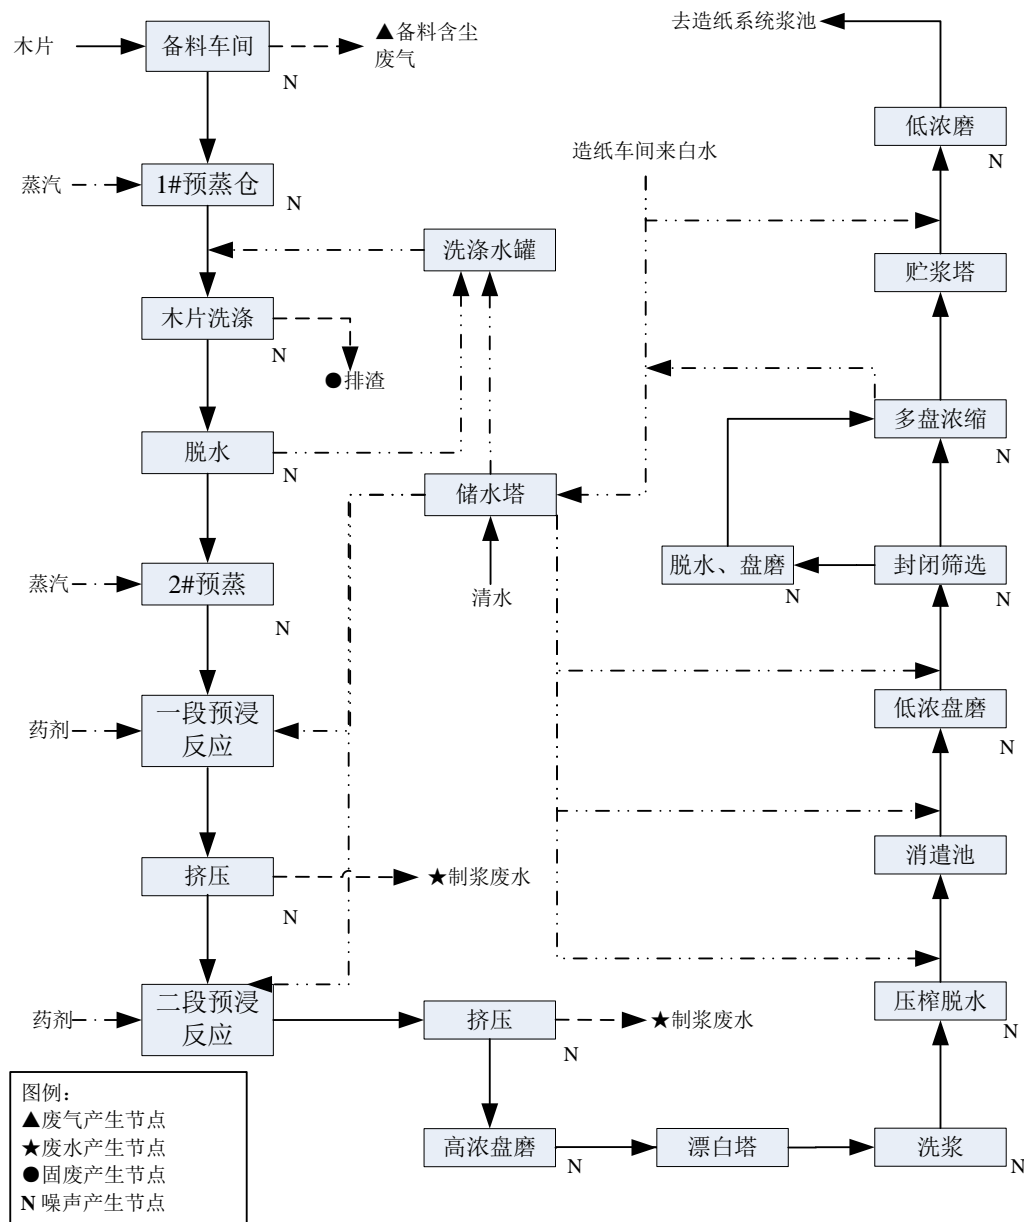 木片
备料车间
▲备料含尘
废气
N
去造纸系统浆池
低浓磨
N
造纸车间来白水
蒸汽
1#预蒸仓
N
洗涤水罐
贮浆塔
木片洗涤
N
●排渣
多盘浓缩
N
脱水
N
储水塔
清水
脱水、盘磨
N
封闭筛选
N
蒸汽
2#预蒸
N
药剂
一段预浸
反应
低浓盘磨
N
消遣池
挤压
N
★制浆废水
药剂
二段预浸
反应
挤压
N
★制浆废水
压榨脱水
N
高浓盘磨
N
漂白塔
洗浆
N
图例：
▲废气产生节点
★废水产生节点
●固废产生节点
N 噪声产生节点